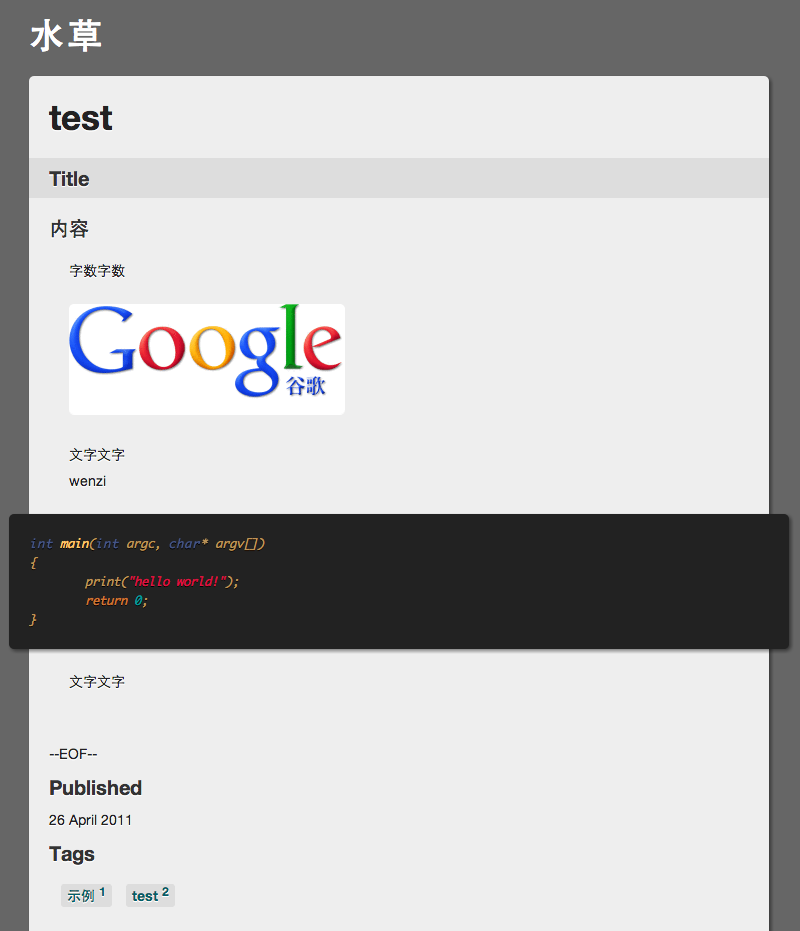 水草
test
Title
内容
字数字数
Google
谷歌
文字文字
wenzi
int main(int argc, char* argv[])
{
print("hello world!");
return 0;
}
文字文字
--EOF--
Published
26 April 2011
Tags
示例 1 test 2